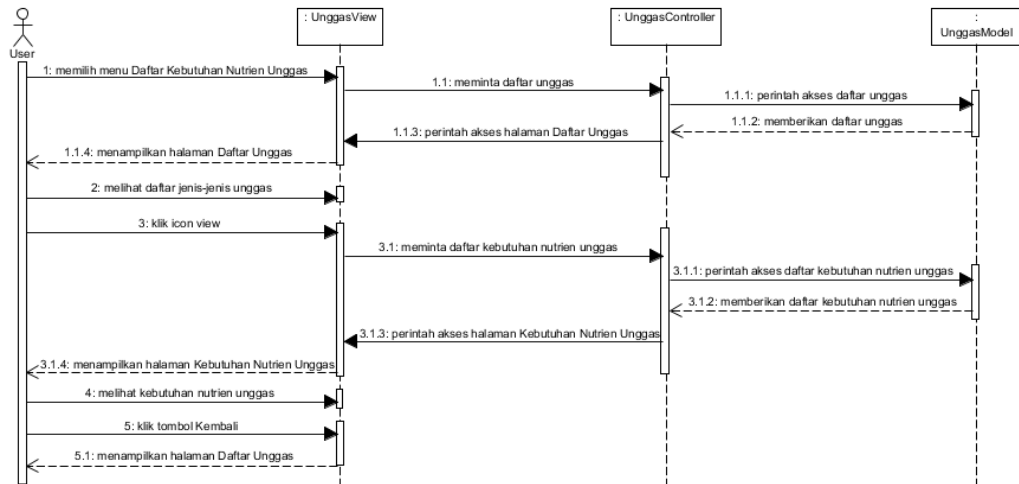 : UnggasView
: UnggasController
:
UnggasModel
User
1: memilih menu Daftar Kebutuhan Nutrien Unggas
1.1: meminta daftar unggas
1.1.1: perintah akses daftar unggas
1.1.2: memberikan daftar unggas
1.1.3: perintah akses halaman Daftar Unggas
1.1.4: menampilkan halaman Daftar Unggas
2: melihat daftar jenis-jenis unggas
3: klik icon view
3.1: meminta daftar kebutuhan nutrien unggas
3.1.1: perintah akses daftar kebutuhan nutrien unggas
3.1.2: memberikan daftar kebutuhan nutrien unggas
3.1.3: perintah akses halaman Kebutuhan Nutrien Unggas
3.1.4: menampilkan halaman Kebutuhan Nutrien Unggas
4: melihat kebutuhan nutrien unggas
5: klik tombol Kembali
5.1: menampilkan halaman Daftar Unggas